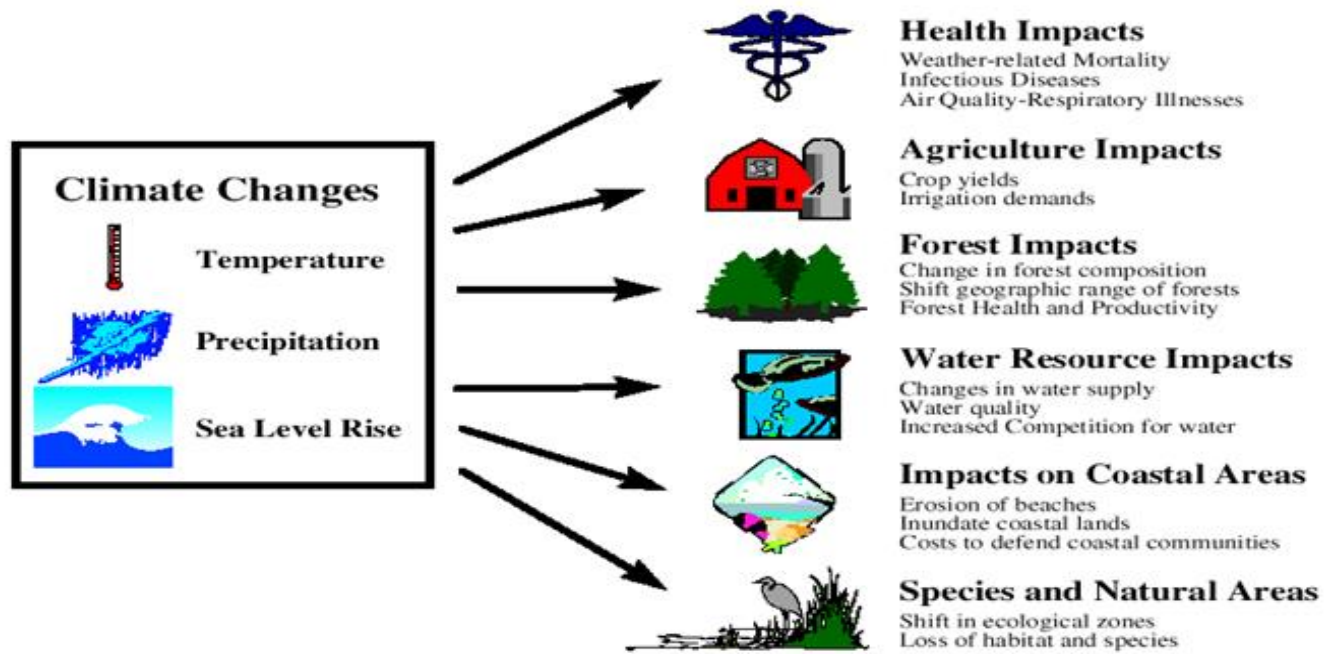 Climate Changes
Temperature
Precipitation
Sea Level Rise
Health Impacts
Weather-related Mortality
Infectious Diseases
Air Quality-Respiratory Illnesses
Agriculture Impacts
Crop yields
Irrigation demands
Forest Impacts
Change in forest composition
Shift geographic range of forests
Forest Health and Productivity
Water Resource Impacts
Changes in water supply
Water quality
Increased Competition for water
Impacts on Coastal Areas
Erosion of beaches
Inundate coastal lands
Costs to defend coastal communities
Species and Natural Areas
Shift in ecological zones
Loss of habitat and species